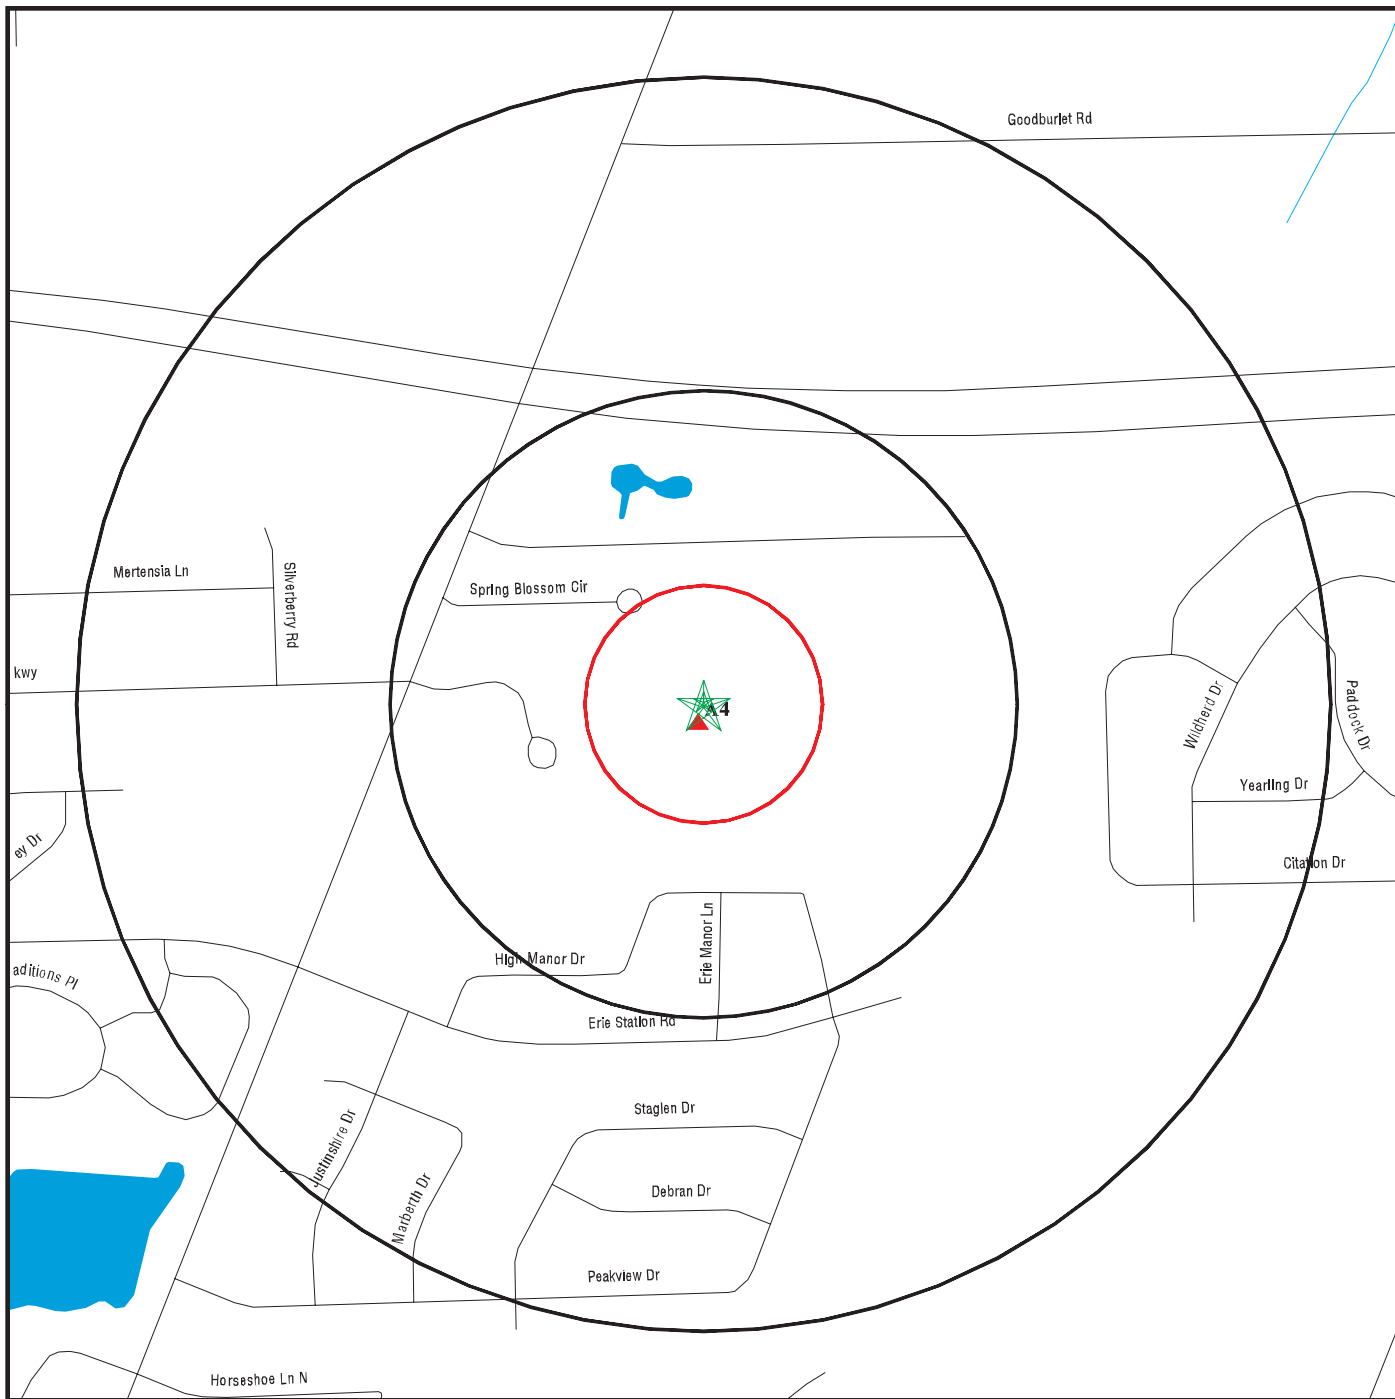 Goodburlet Rd
Mertensia Ln
Silverberry Rd
Spring Blossom Cir
kwy
A4
Wildherd Dr
Paddock Dr
Yearling Dr
ey Dr
Citation Dr
Erie Manor Ln
High Manor Dr
aditions Pl
Erie Station Rd
Staglen Dr
Justinshire Dr
Debran Dr
Marberth Dr
Peakview Dr
Horseshoe Ln N